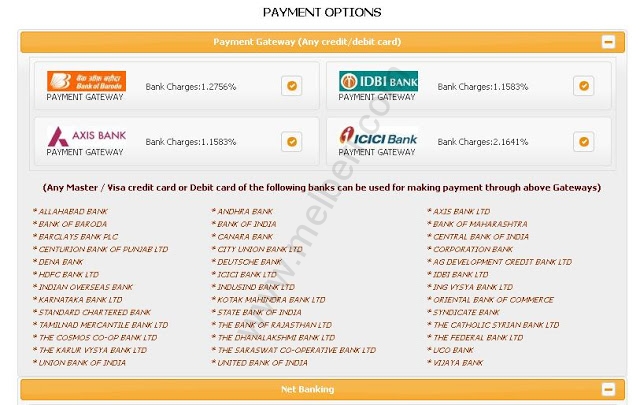 PAYMENT OPTIONS
Payment Gateway (Any credit/debit card)
बैंक ऑफ़ बड़ौदा
Bank of Baroda
PAYMENT GATEWAY
Bank Charges:1.2756%
IDBI BANK
PAYMENT GATEWAY
Bank Charges:1.1583%
AXIS BANK
PAYMENT GATEWAY
Bank Charges:1.1583%
ICICI Bank
PAYMENT GATEWAY
Bank Charges:2.1641%
(Any Master / Visa credit card or Debit card of the following banks can be used for making payment through above Gateways)
* ALLAHABAD BANK * ANDHRA BANK * AXIS BANK LTD
* BANK OF BARODA * BANK OF INDIA * BANK OF MAHARASHTRA
* BARCLAYS BANK PLC * CANARA BANK * CENTRAL BANK OF INDIA
* CENTURION BANK OF PUNJAB LTD * CITY UNION BANK LTD * CORPORATION BANK
* DENA BANK * DEUTSCHE BANK * AG DEVELOPMENT CREDIT BANK LTD
* HDFC BANK LTD * ICICI BANK LTD * IDBI BANK LTD
* INDIAN OVERSEAS BANK * INDUSIND BANK LTD * ING VYSYA BANK LTD
* KARNATAKA BANK LTD * KOTAK MAHINDRA BANK LTD * ORIENTAL BANK OF COMMERCE
* STANDARD CHARTERED BANK * STATE BANK OF INDIA * SYNDICATE BANK
* TAMILNAD MERCANTILE BANK LTD * THE BANK OF RAJASTHAN LTD * THE CATHOLIC SYRIAN BANK LTD
* THE COSMOS CO-OP BANK LTD * THE DHANALAKSHMI BANK LTD * THE FEDERAL BANK LTD
* THE KARUR VYSYA BANK LTD * THE SARASWAT CO-OPERATIVE BANK LTD * UCO BANK
* UNION BANK OF INDIA * UNITED BANK OF INDIA * VIJAYA BANK
Net Banking